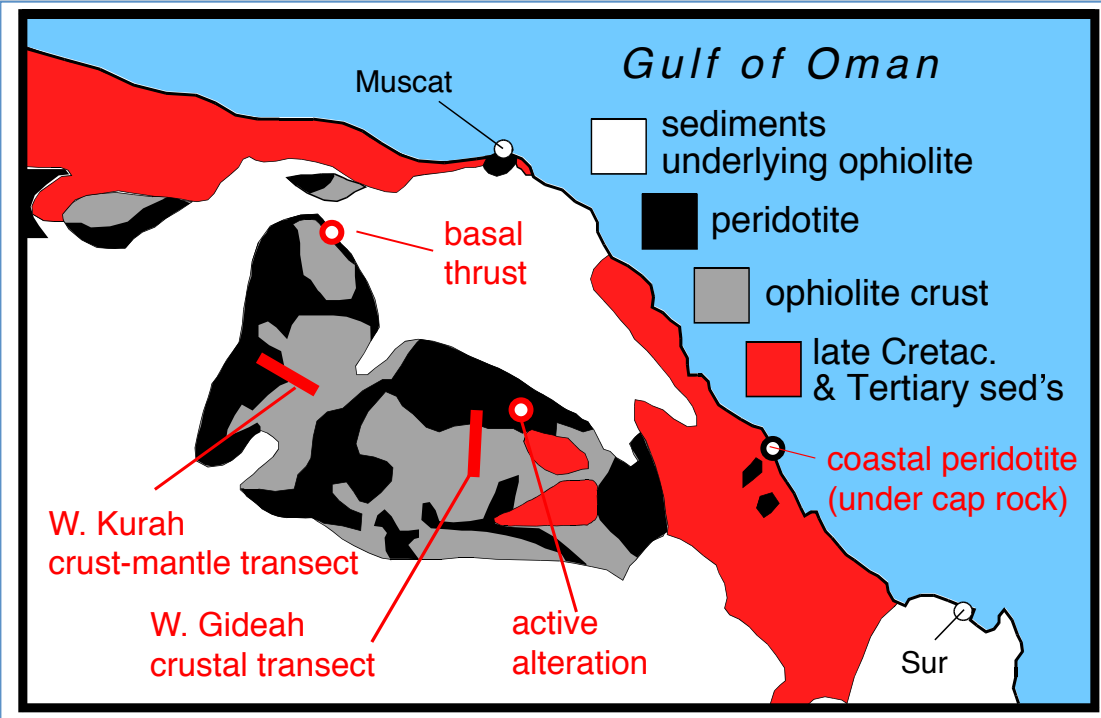 Gulf of Oman
Muscat
sediments
underlying ophiolite
peridotite
basal
thrust
ophiolite crust
late Cretac.
& Tertiary sed's
coastal peridotite
(under cap rock)
W. Kurah
crust-mantle transect
W. Gideah
crustal transect
active
alteration
Sur